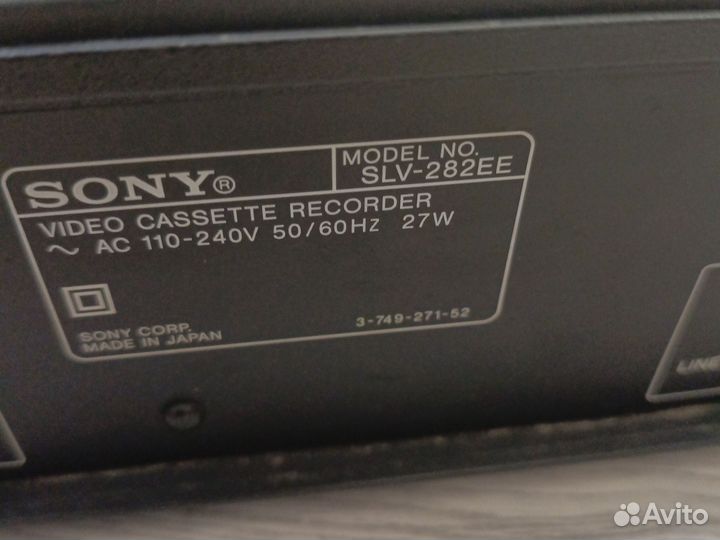 SONY®
MODEL NO.
SLV-282EE
VIDEO CASSETTE RECORDER
~ AC 110-240V 50/60Hz 27W
SONY CORP.
MADE IN JAPAN
3-749-271-52
LINE
Avito